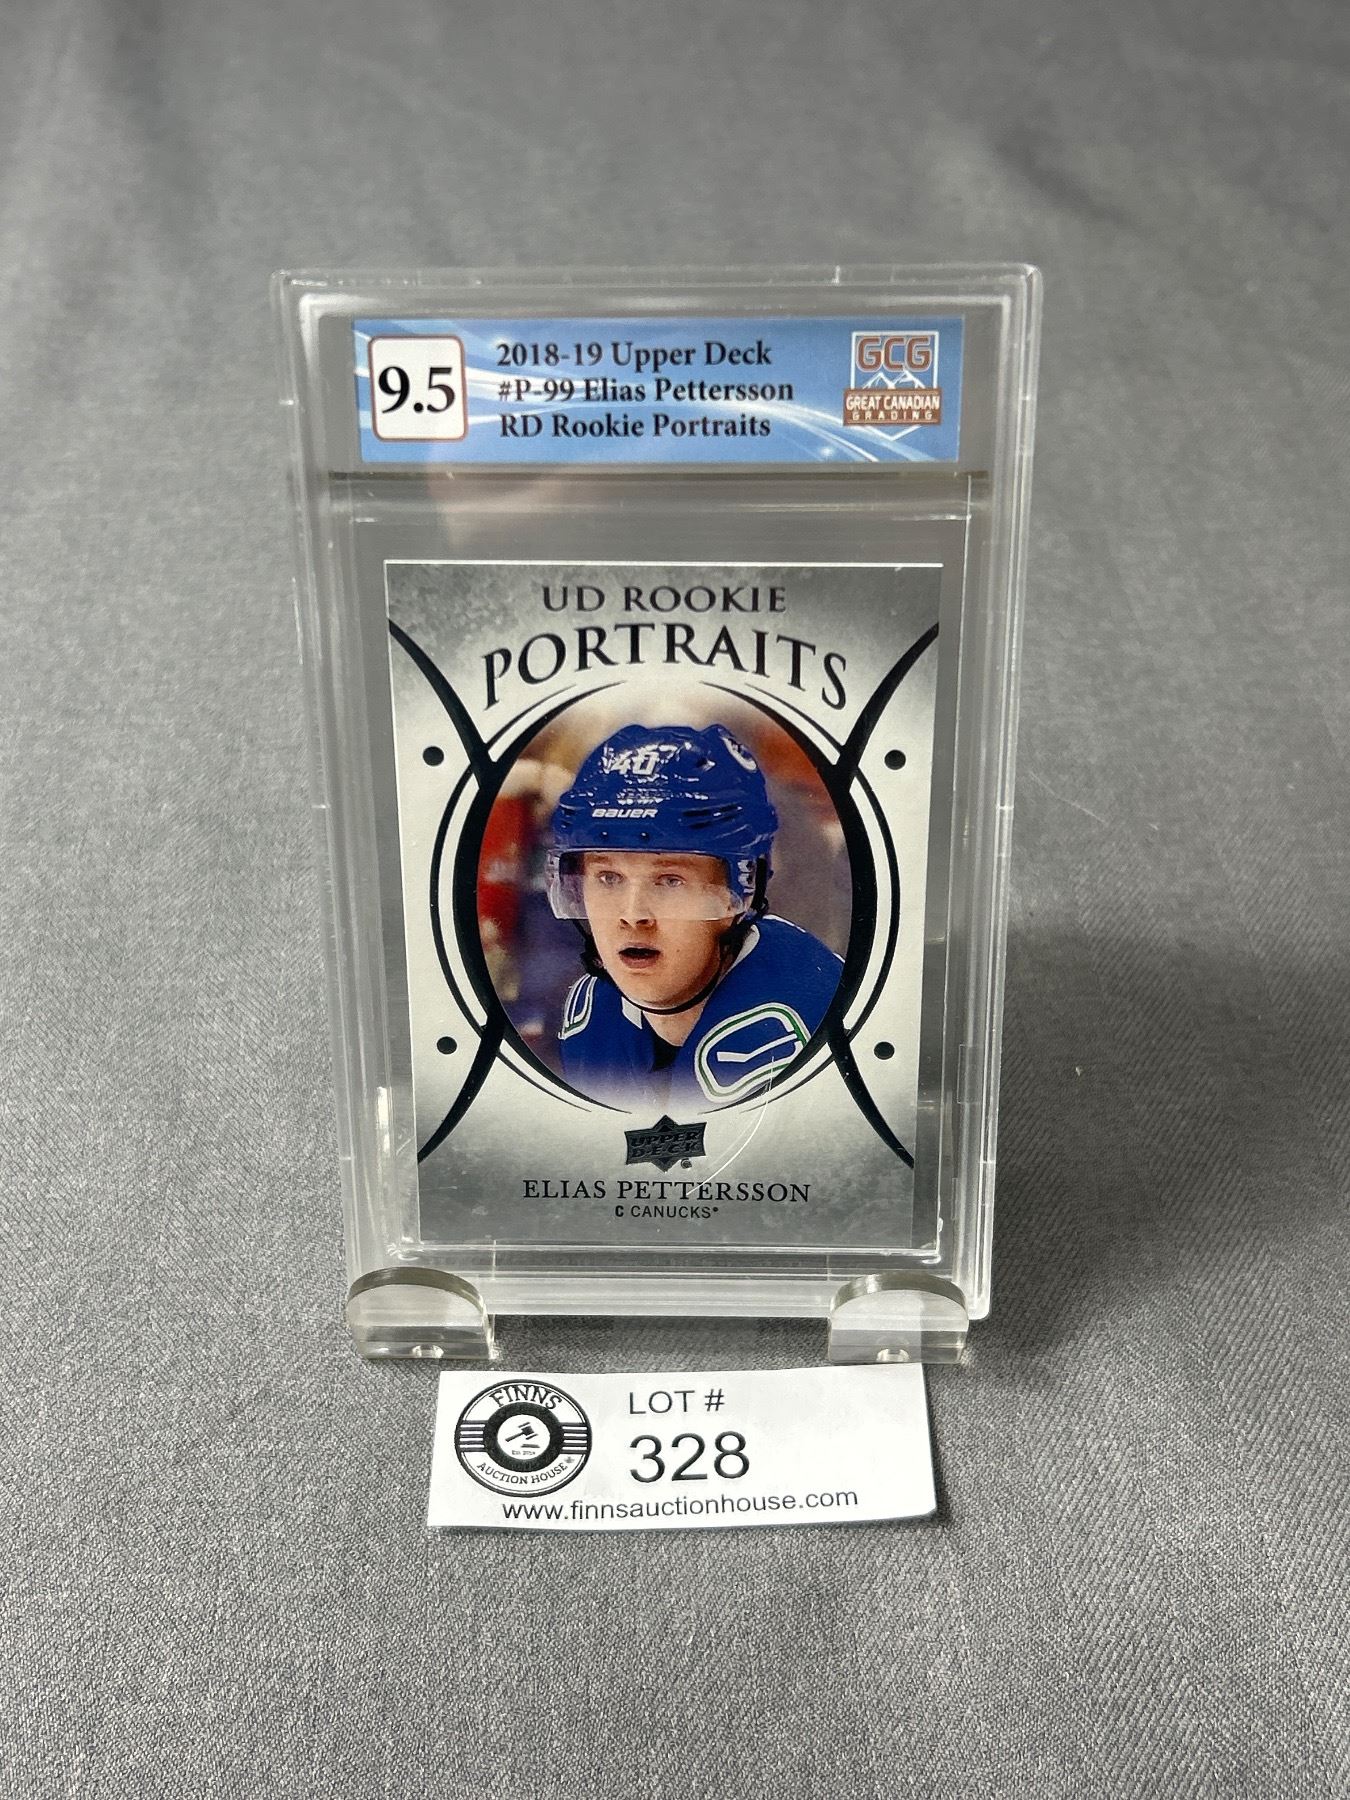 9.5
2018-19 Upper Deck
#P-99 Elias Pettersson
RD Rookie Portraits
GCG
GREAT CANADIAN
GRADING
UD ROOKIE
PORTRAITS
40
BAUER
UPPER
DECK
ELIAS PETTERSSON
C CANUCKS
FINNS
AUCTION HOUSE
LOT #
328
www.finnsauctionhouse.com